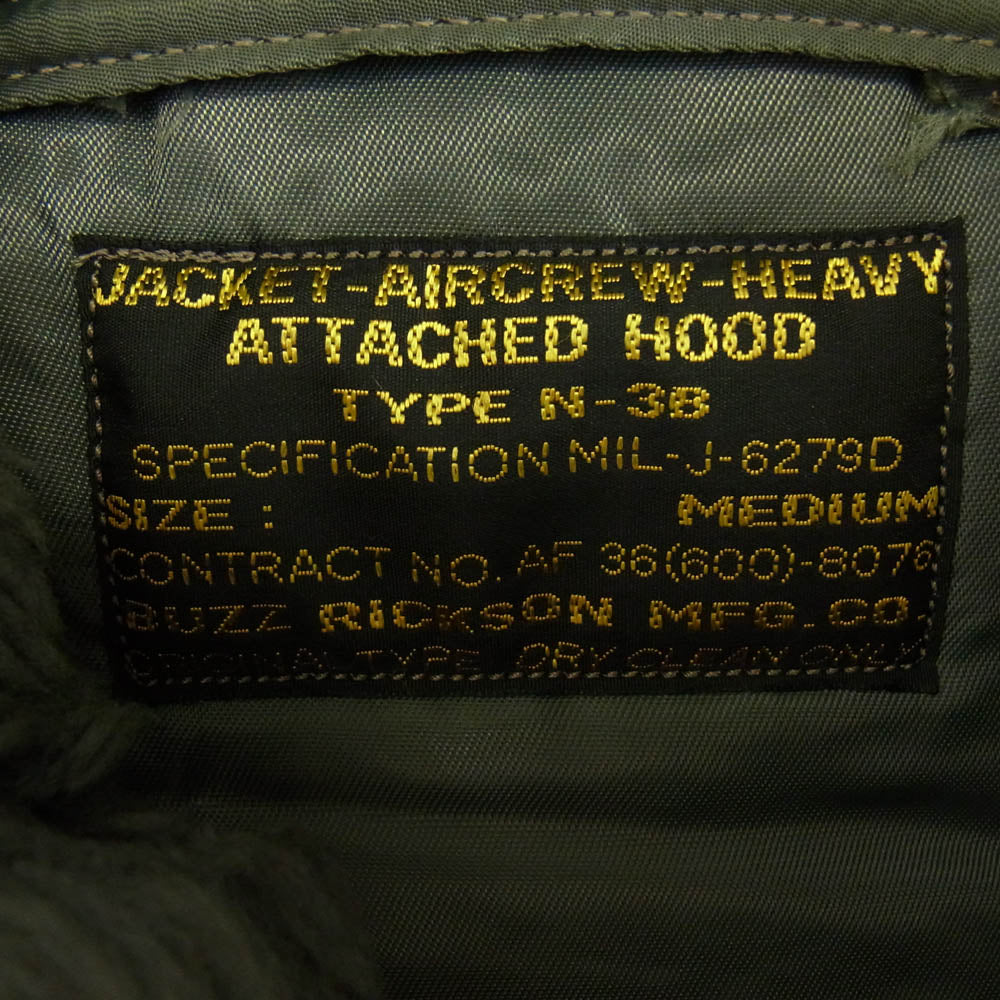 JACKET-AIRCREW-HEAVY
ATTACHED HOOD
TYPE N-3B
SPECIFICATION MIL-J-6279D
SIZE : MEDIUM
CONTRACT NO. AF 36(600)-8076
BUZZ RICKSON MFG.CO.
ORIGINAL TYPE DRY CLEAN ONLY